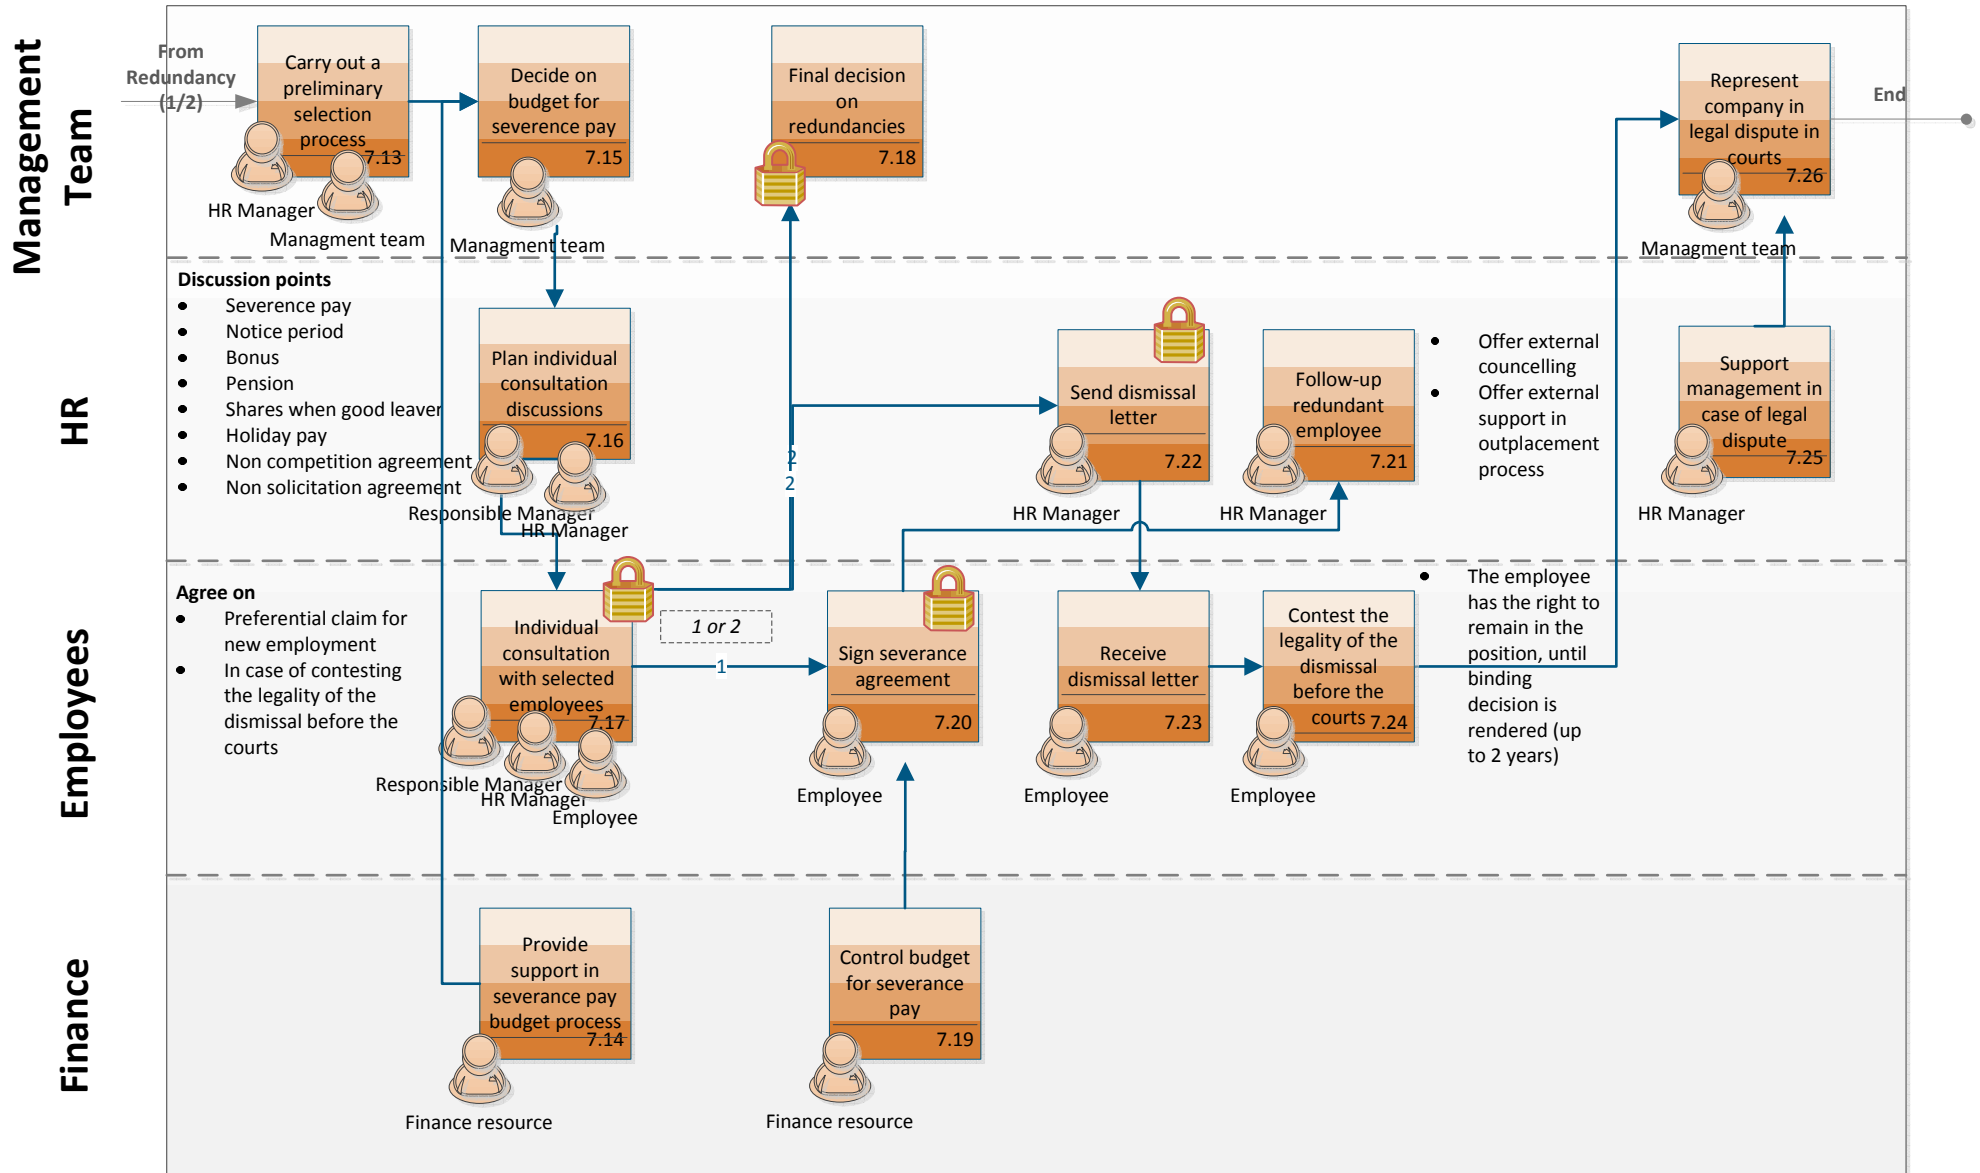 Management
Team
From
Redundancy
(1/2)
Carry out a
preliminary
selection
process
7.13
HR Manager
Managment team
Decide on
budget for
severence pay
7.15
Managment team
Final decision
on
redundancies
7.18
Represent
company in
legal dispute in
courts
7.26
Managment team
End
HR
Discussion points
• Severence pay
• Notice period
• Bonus
• Pension
• Shares when good leaver
• Holiday pay
• Non competition agreement
• Non solicitation agreement
Plan individual
consultation
discussions
7.16
Responsible Manager
HR Manager
2
2
Send dismissal
letter
7.22
HR Manager
Follow-up
redundant
employee
7.21
HR Manager
• Offer external
councelling
• Offer external
support in
outplacement
process
Support
management in
case of legal
dispute
7.25
HR Manager
Employees
Agree on
• Preferential claim for
new employment
• In case of contesting
the legality of the
dismissal before the
courts
Individual
consultation
with selected
employees
7.17
Responsible Manager
HR Manager
Employee
1 or 2
1
Sign severance
agreement
7.20
Employee
Receive
dismissal letter
7.23
Employee
Contest the
legality of the
dismissal
before the
courts
7.24
Employee
• The employee
has the right to
remain in the
position, until
binding
decision is
rendered (up
to 2 years)
Finance
Provide
support in
severance pay
budget process
7.14
Finance resource
Control budget
for severance
pay
7.19
Finance resource